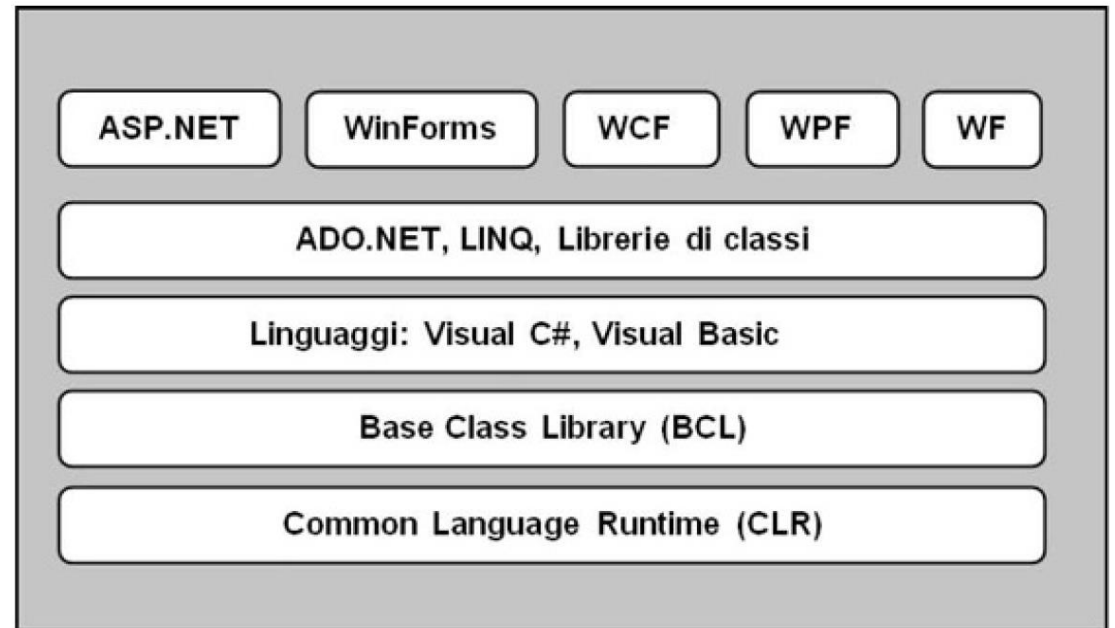 ASP.NET WinForms WCF WPF WF
ADO.NET, LINQ, Librerie di classi
Linguaggi: Visual C#, Visual Basic
Base Class Library (BCL)
Common Language Runtime (CLR)